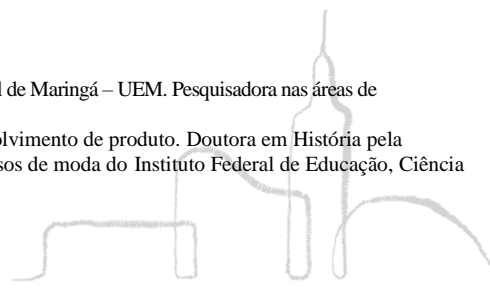 l de Maringá – UEM. Pesquisadora nas áreas de
olvimento de produto. Doutora em História pela
sos de moda do Instituto Federal de Educação, Ciência